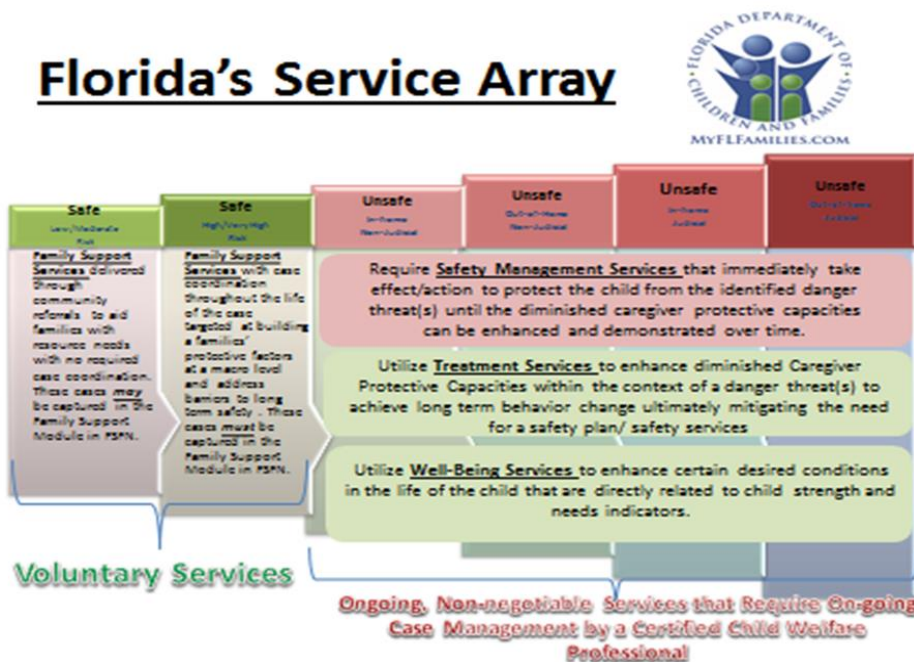 Florida's Service Array
FLORIDA DEPARTMENT OF CHILDREN AND FAMILIES
MYFLFAMILIES.COM
Safe
Low/Moderate
Risk
Safe
High/Very High
Risk
Unsafe
In-Home
Non-Judicial
Unsafe
Out-of-Home
Non-Judicial
Unsafe
In-Home
Judicial
Unsafe
Out-of-Home
Judicial
Family Support
Services delivered
through
community
referrals to aid
families with
resource needs
with no required
case coordination.
These cases may
be captured in the
Family Support
Module in FSFN.
Family Support
Services with case
coordination
throughout the life
of the case
targeted at building
a families'
protective factors
at a macro level
and address
barriers to long
term safety . These
cases must be
captured in the
Family Support
Module in FSFN.
Require Safety Management Services that immediately take
effect/action to protect the child from the identified danger
threat(s) until the diminished caregiver protective capacities
can be enhanced and demonstrated over time.
Utilize Treatment Services to enhance diminished Caregiver
Protective Capacities within the context of a danger threat(s) to
achieve long term behavior change ultimately mitigating the need
for a safety plan/ safety services
Utilize Well-Being Services to enhance certain desired conditions
in the life of the child that are directly related to child strength and
needs indicators.
Voluntary Services
Ongoing, Non-negotiable Services that Require On-going
Case Management by a Certified Child Welfare
Professional